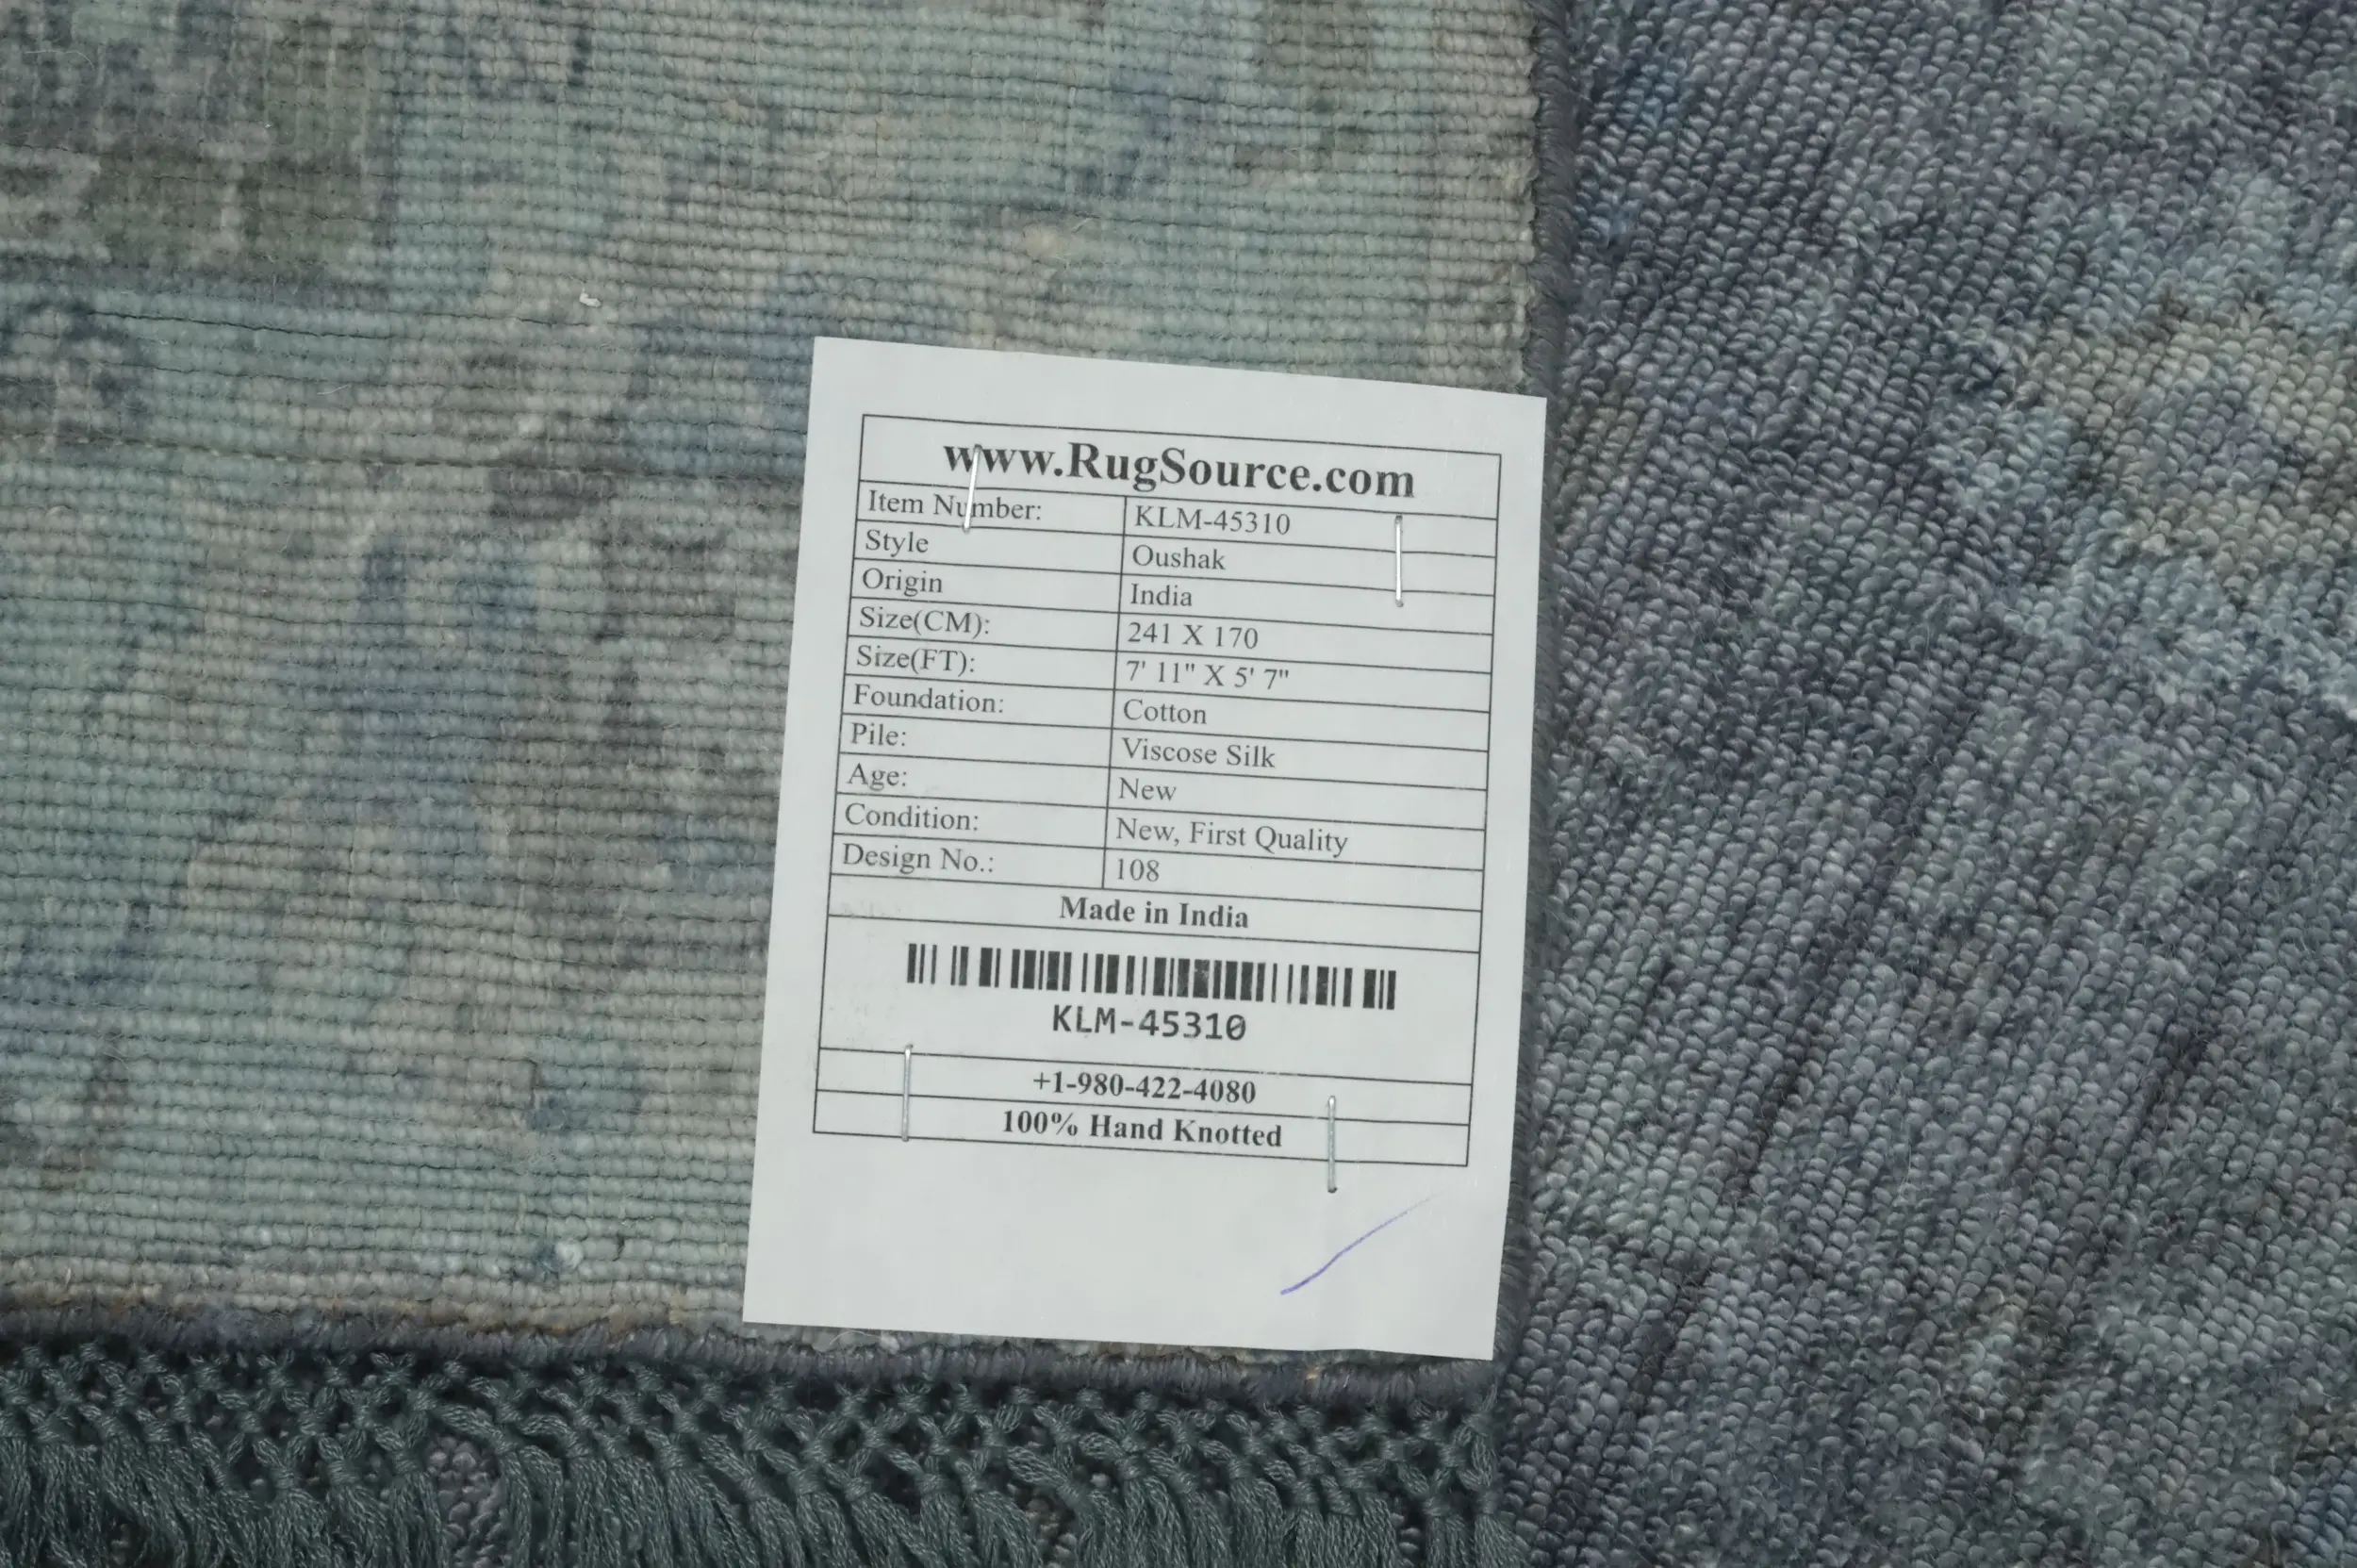 www.RugSource.com
Item Number: KLM-45310
Style Oushak
Origin India
Size(CM): 241 X 170
Size(FT): 7' 11" X 5' 7"
Foundation: Cotton
Pile: Viscose Silk
Age: New
Condition: New, First Quality
Design No.: 108
Made in India
KLM-45310
+1-980-422-4080
100% Hand Knotted